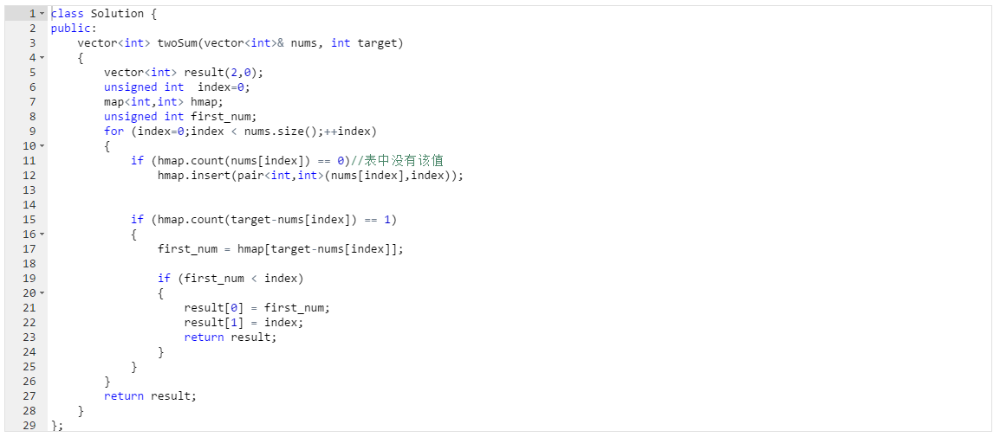 1 class Solution {
2 public:
3     vector<int> twoSum(vector<int>& nums, int target)
4     {
5         vector<int> result(2,0);
6         unsigned int  index=0;
7         map<int,int> hmap;
8         unsigned int first_num;
9         for (index=0;index < nums.size();++index)
10         {
11             if (hmap.count(nums[index]) == 0)//表中没有该值
12                 hmap.insert(pair<int,int>(nums[index],index));
13
14
15             if (hmap.count(target-nums[index]) == 1)
16             {
17                 first_num = hmap[target-nums[index]];
18
19                 if (first_num < index)
20                 {
21                     result[0] = first_num;
22                     result[1] = index;
23                     return result;
24                 }
25             }
26         }
27         return result;
28     }
29 };